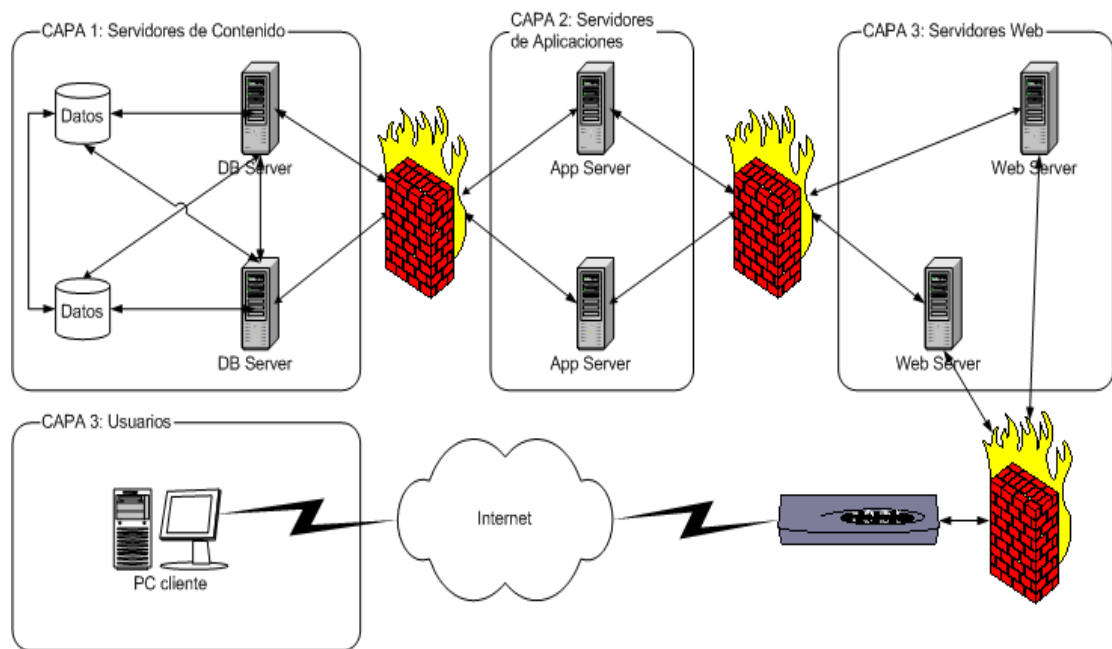 CAPA 1: Servidores de Contenido
Datos
DB Server
Datos
DB Server
CAPA 2: Servidores
de Aplicaciones
App Server
App Server
CAPA 3: Servidores Web
Web Server
Web Server
CAPA 3: Usuarios
PC cliente
Internet